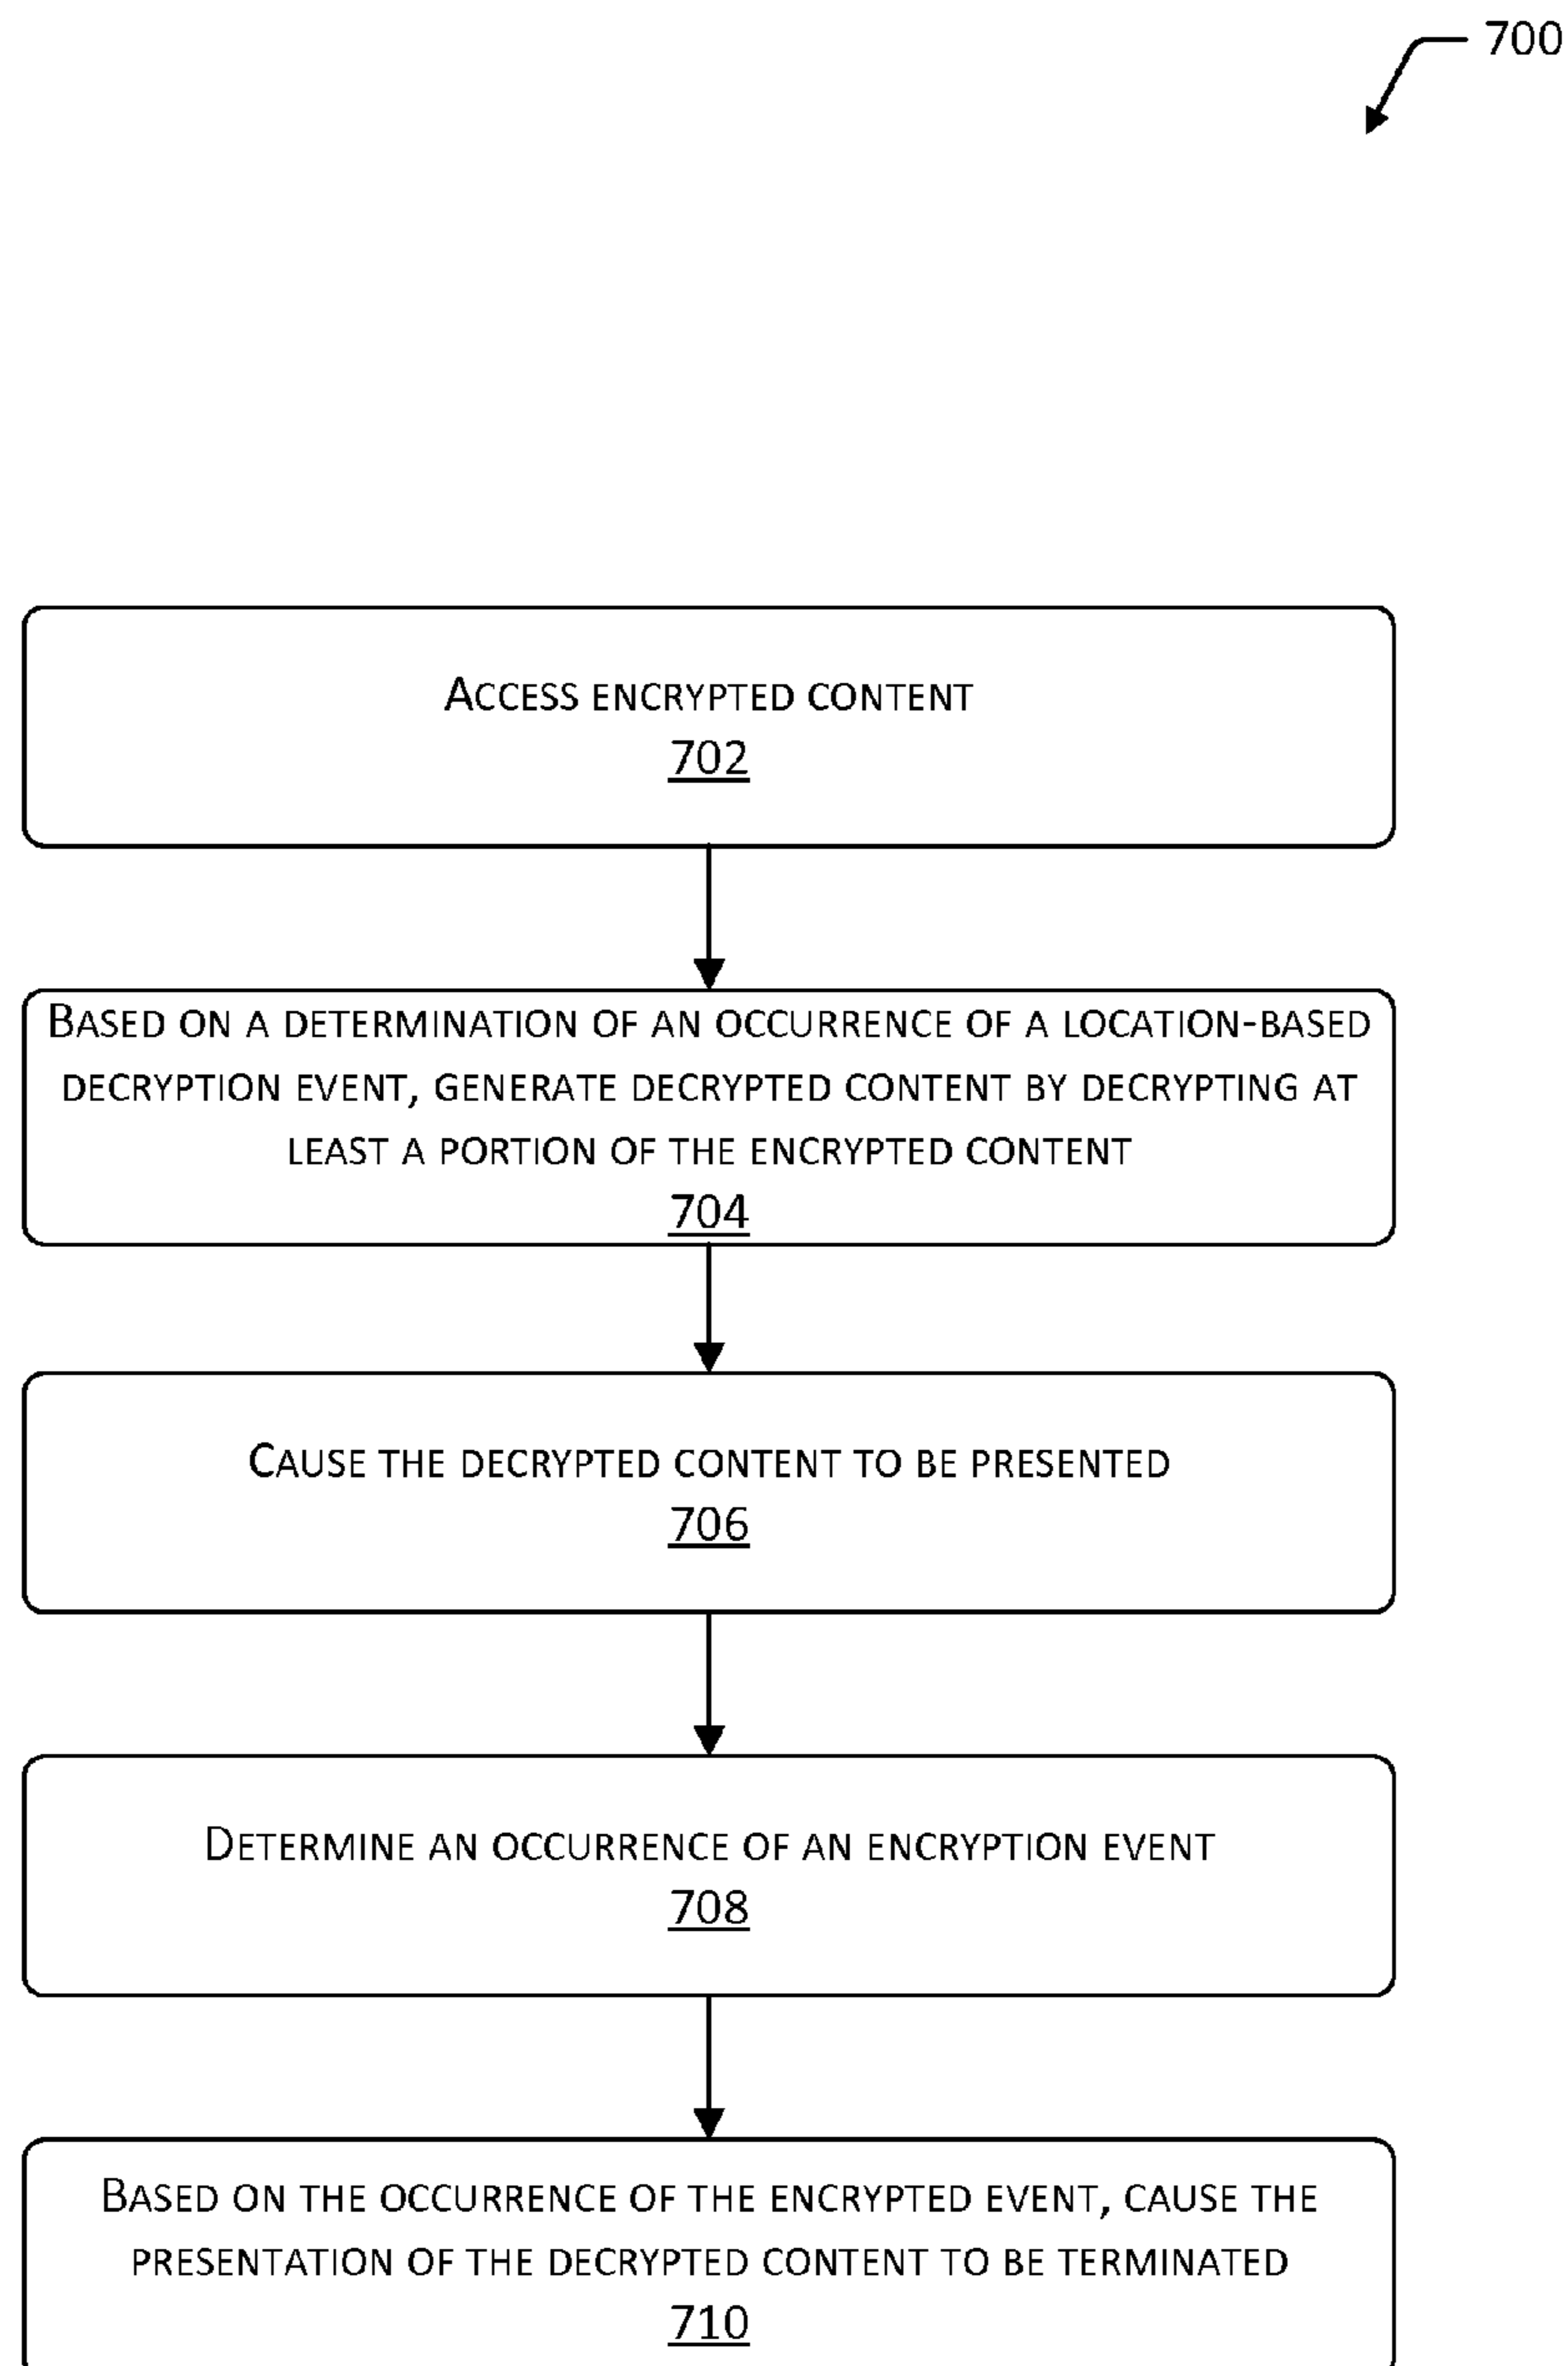 700
Access encrypted content
702
Based on a determination of an occurrence of a location-based
decryption event, generate decrypted content by decrypting at
least a portion of the encrypted content
704
Cause the decrypted content to be presented
706
Determine an occurrence of an encryption event
708
Based on the occurrence of the encrypted event, cause the
presentation of the decrypted content to be terminated
710